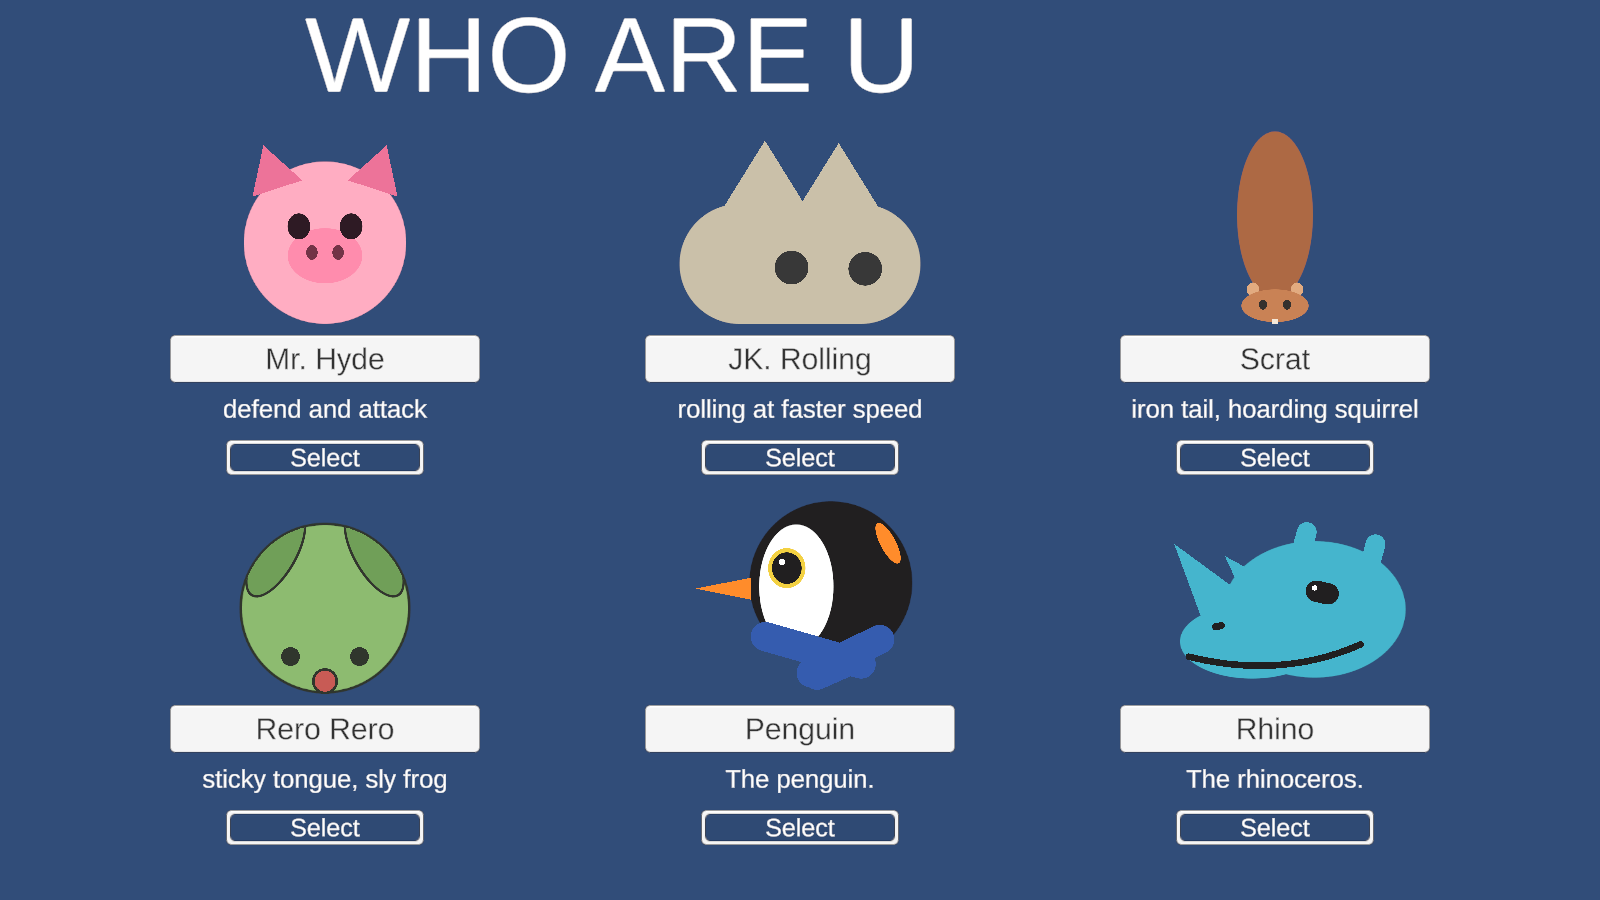 WHO ARE U
Mr. Hyde
defend and attack
Select
JK. Rolling
rolling at faster speed
Select
Scrat
iron tail, hoarding squirrel
Select
Rero Rero
sticky tongue, sly frog
Select
Penguin
The penguin.
Select
Rhino
The rhinoceros.
Select